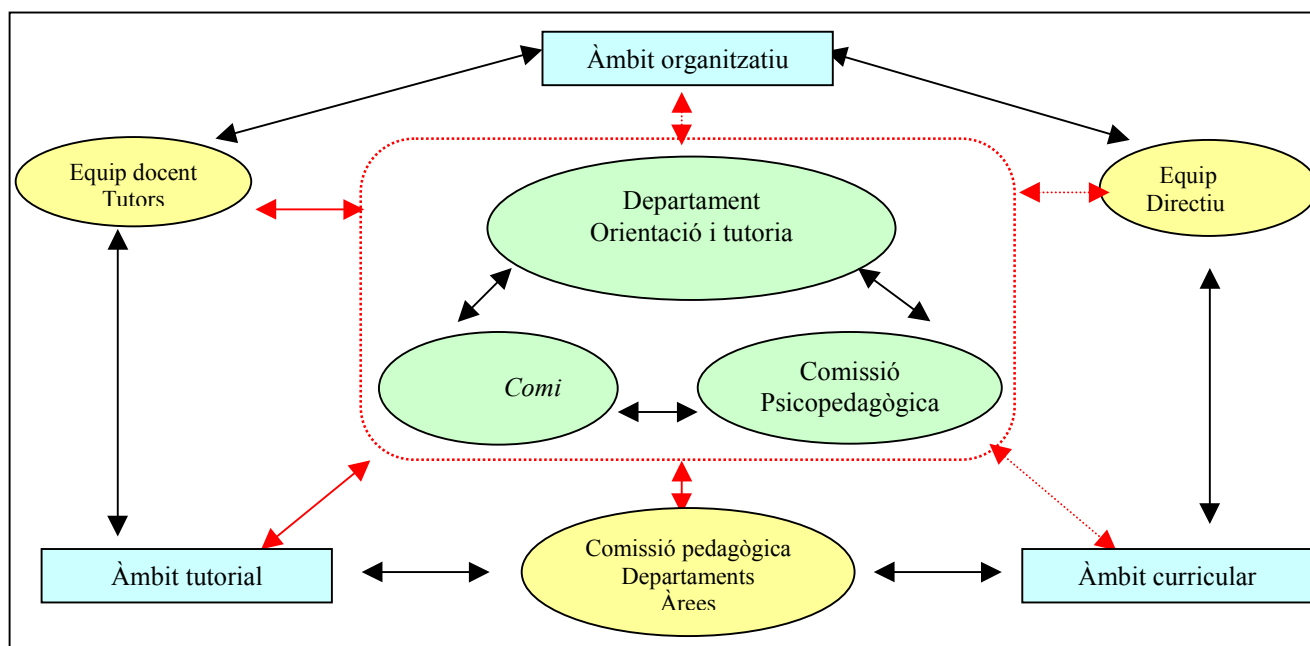 Àmbit organitzatiu
Equip docent
Tutors
Equip
Directiu
Departament
Orientació i tutoria
Comi
Comissió
Psicopedagògica
Àmbit tutorial
Comissió pedagògica
Departaments
Àrees
Àmbit curricular